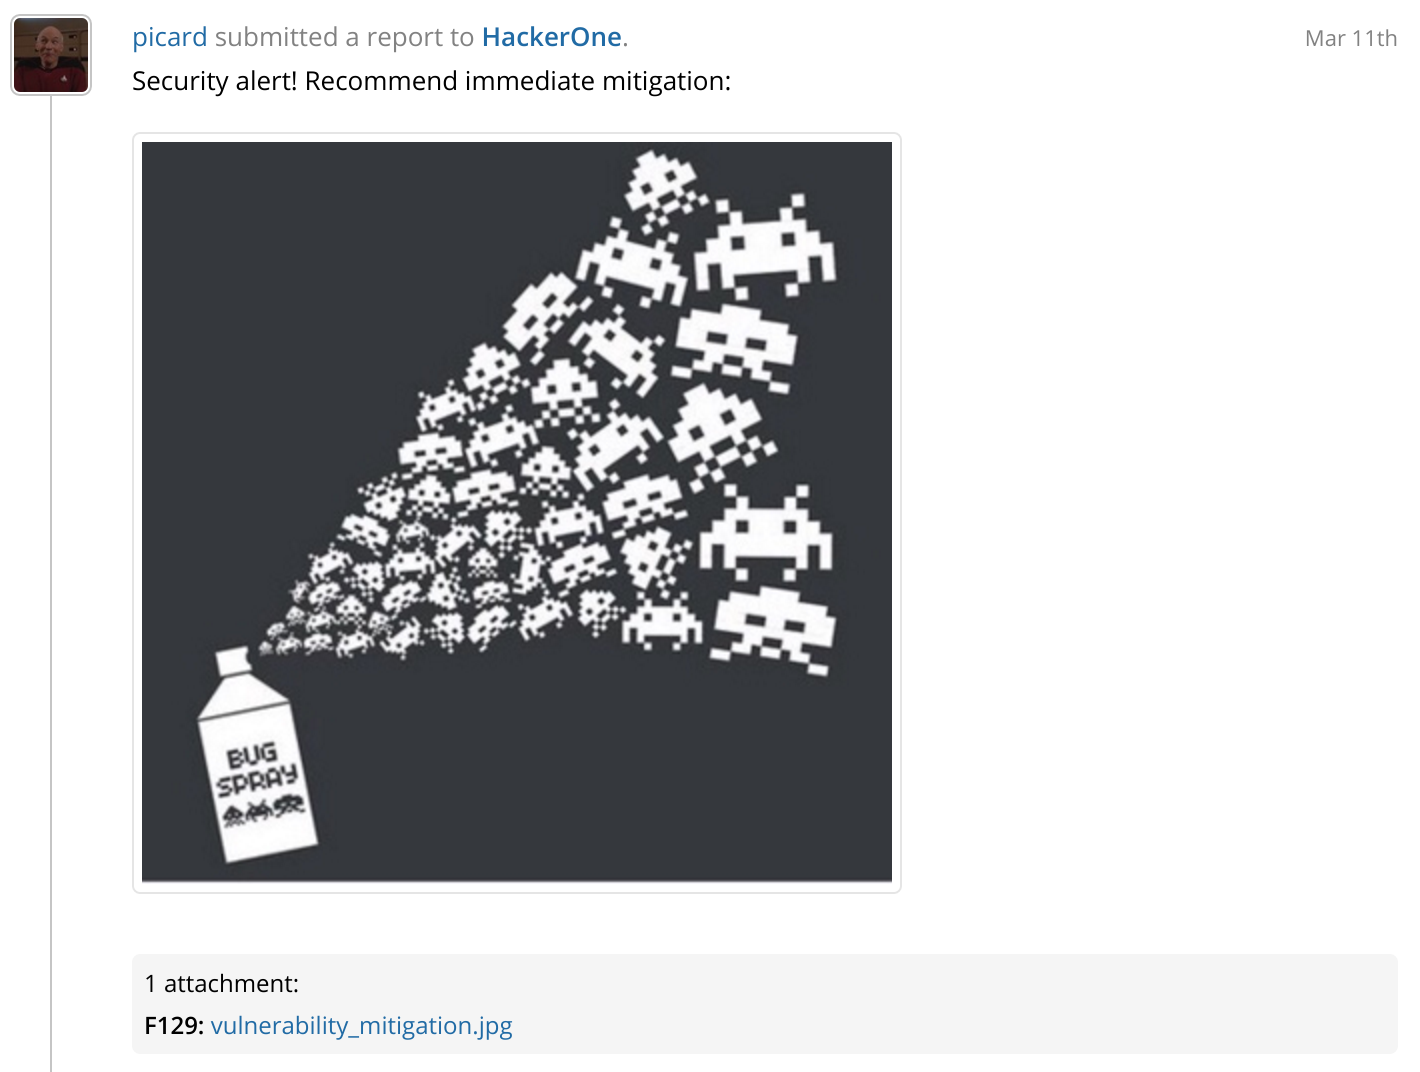 picard submitted a report to HackerOne.
Mar 11th
Security alert! Recommend immediate mitigation:
BUG
SPRAY
1 attachment:
F129: vulnerability_mitigation.jpg